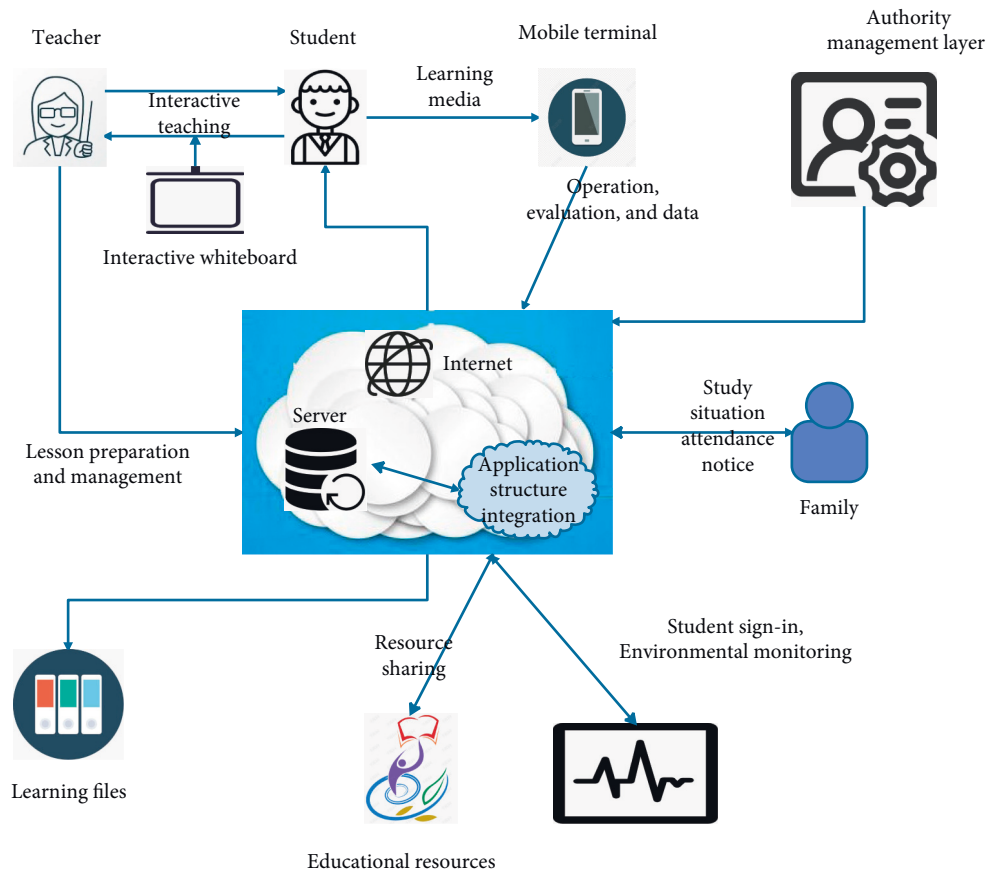 Teacher
Student
Mobile terminal
Authority
management layer
Learning
media
Interactive
teaching
Operation,
evaluation, and data
Interactive whiteboard
Internet
Server
Study
situation
attendance
notice
Lesson preparation
and management
Application
structure
integration
Family
Resource
sharing
Student sign-in,
Environmental monitoring
Learning files
Educational resources